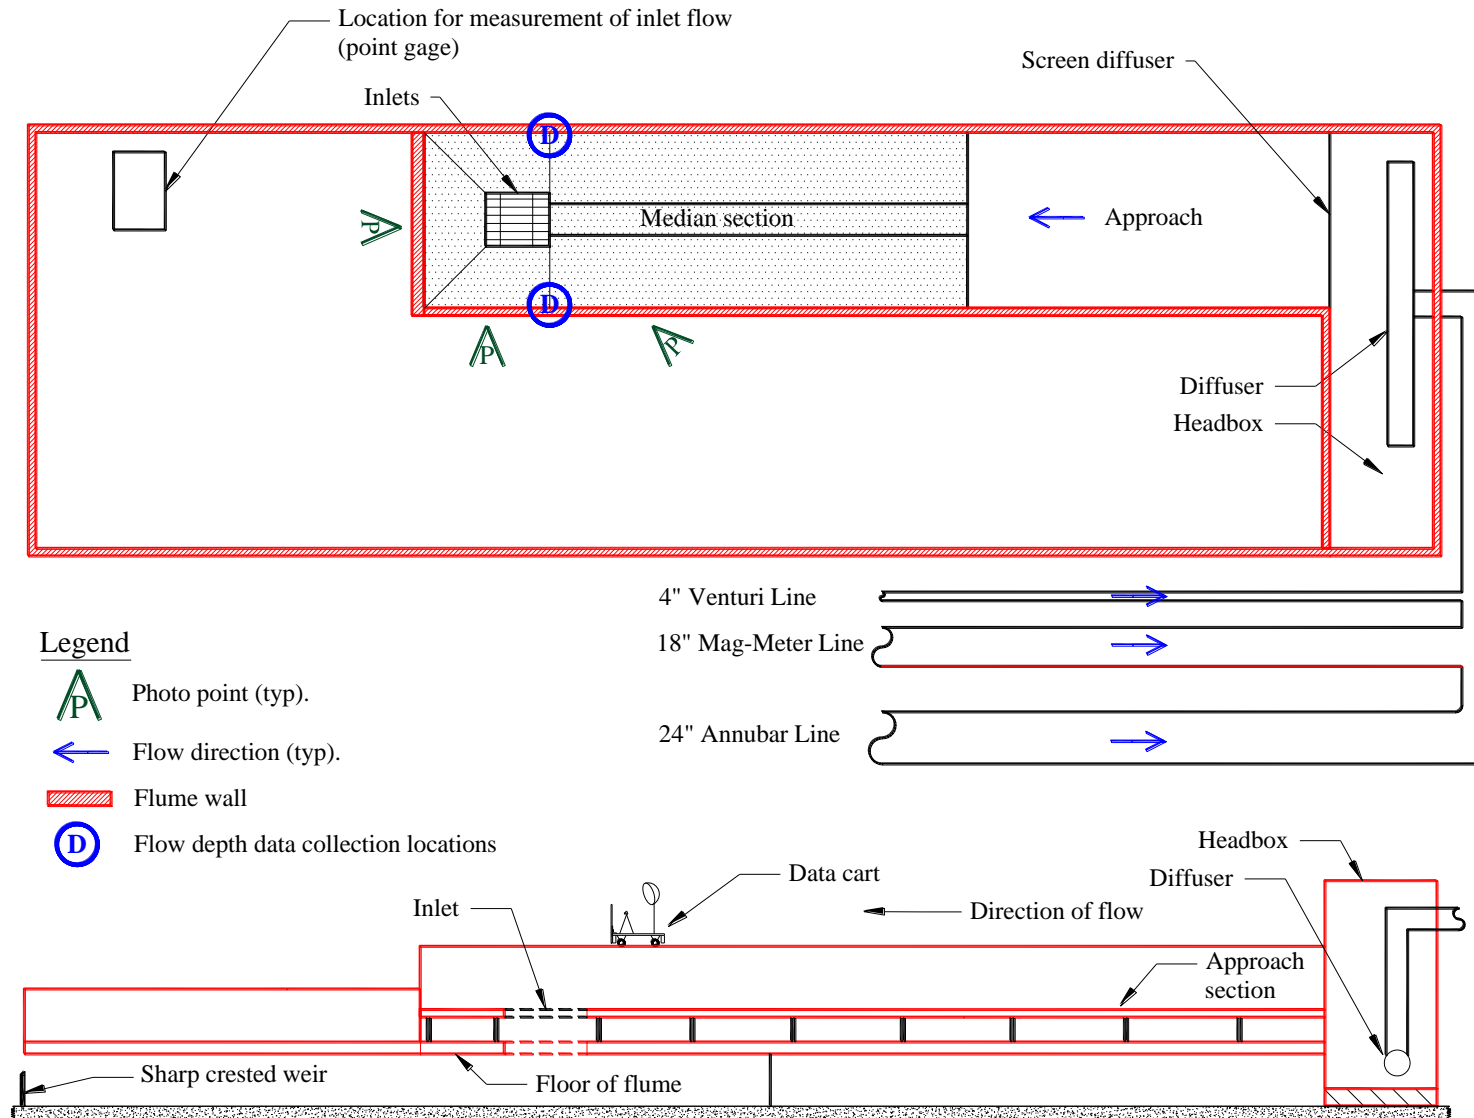 Location for measurement of inlet flow
(point gage)
Screen diffuser
Inlets
D
P
Median section
Approach
D
P
P
Diffuser
Headbox
4" Venturi Line
18" Mag-Meter Line
24" Annubar Line
Legend
P
Photo point (typ).
Flow direction (typ).
Flume wall
D
Flow depth data collection locations
Headbox
Data cart
Diffuser
Inlet
Direction of flow
Approach
section
Sharp crested weir
Floor of flume